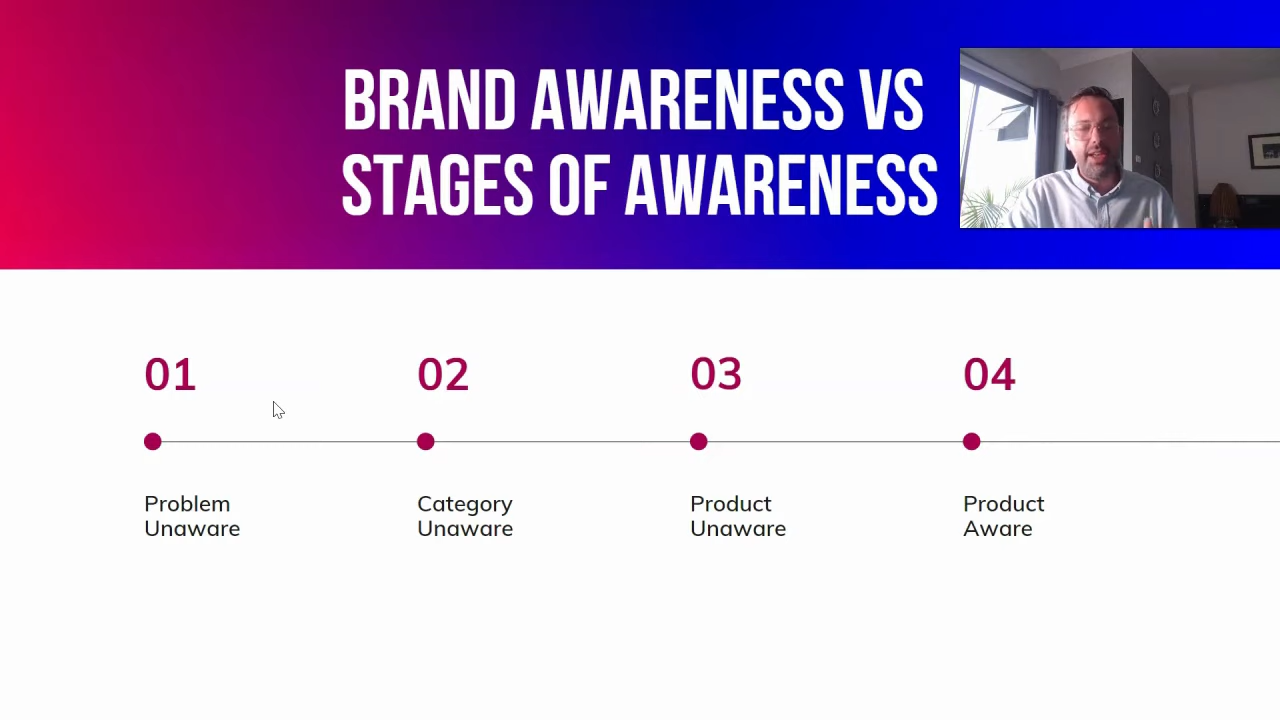 BRAND AWARENESS VS
STAGES OF AWARENESS
01
02
03
04
Problem
Unaware
Category
Unaware
Product
Unaware
Product
Aware